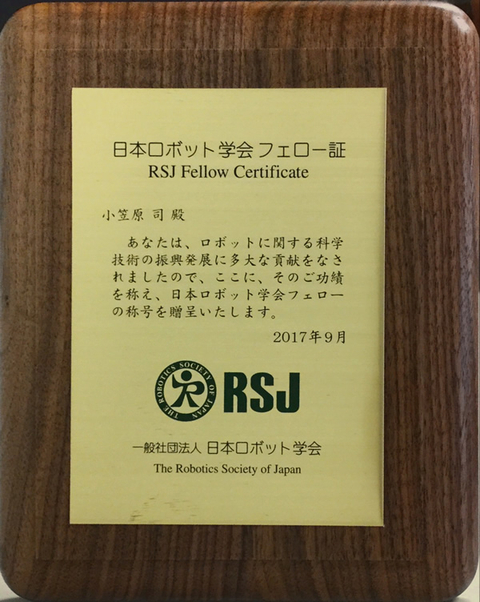 日本ロボット学会 フェロー証
RSJ Fellow Certificate
小笠原 司 殿
あなたは、ロボットに関する科学
技術の振興発展に多大な貢献をなさ
れましたので、ここに、そのご功績
を称え、日本ロボット学会フェロー
の称号を贈呈いたします。
2017年9月
THE ROBOTICS SOCIETY OF JAPAN
RSJ
一般社団法人 日本ロボット学会
The Robotics Society of Japan